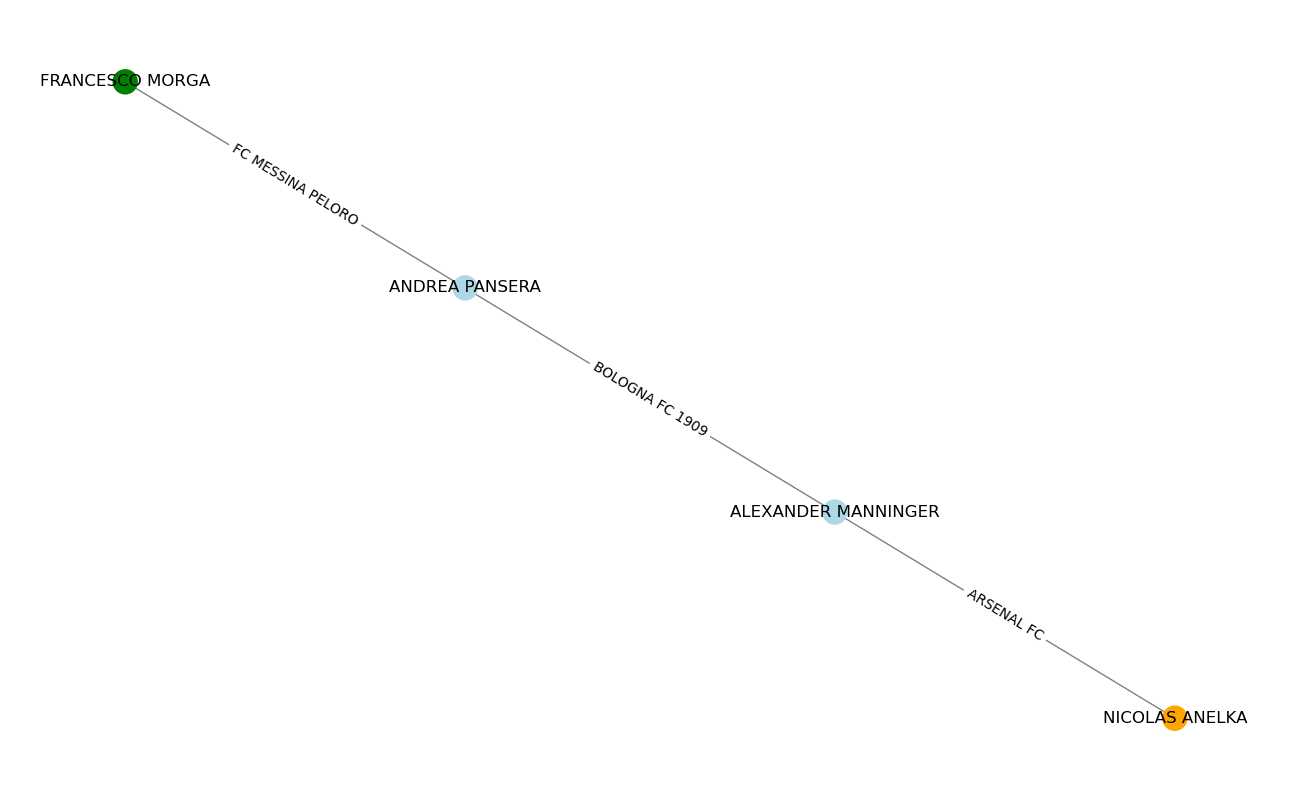 FRANCESCO MORGA
FC MESSINA PELORO
ANDREA PANSERA
BOLOGNA FC 1909
ALEXANDER MANNINGER
ARSENAL FC
NICOLAS ANELKA